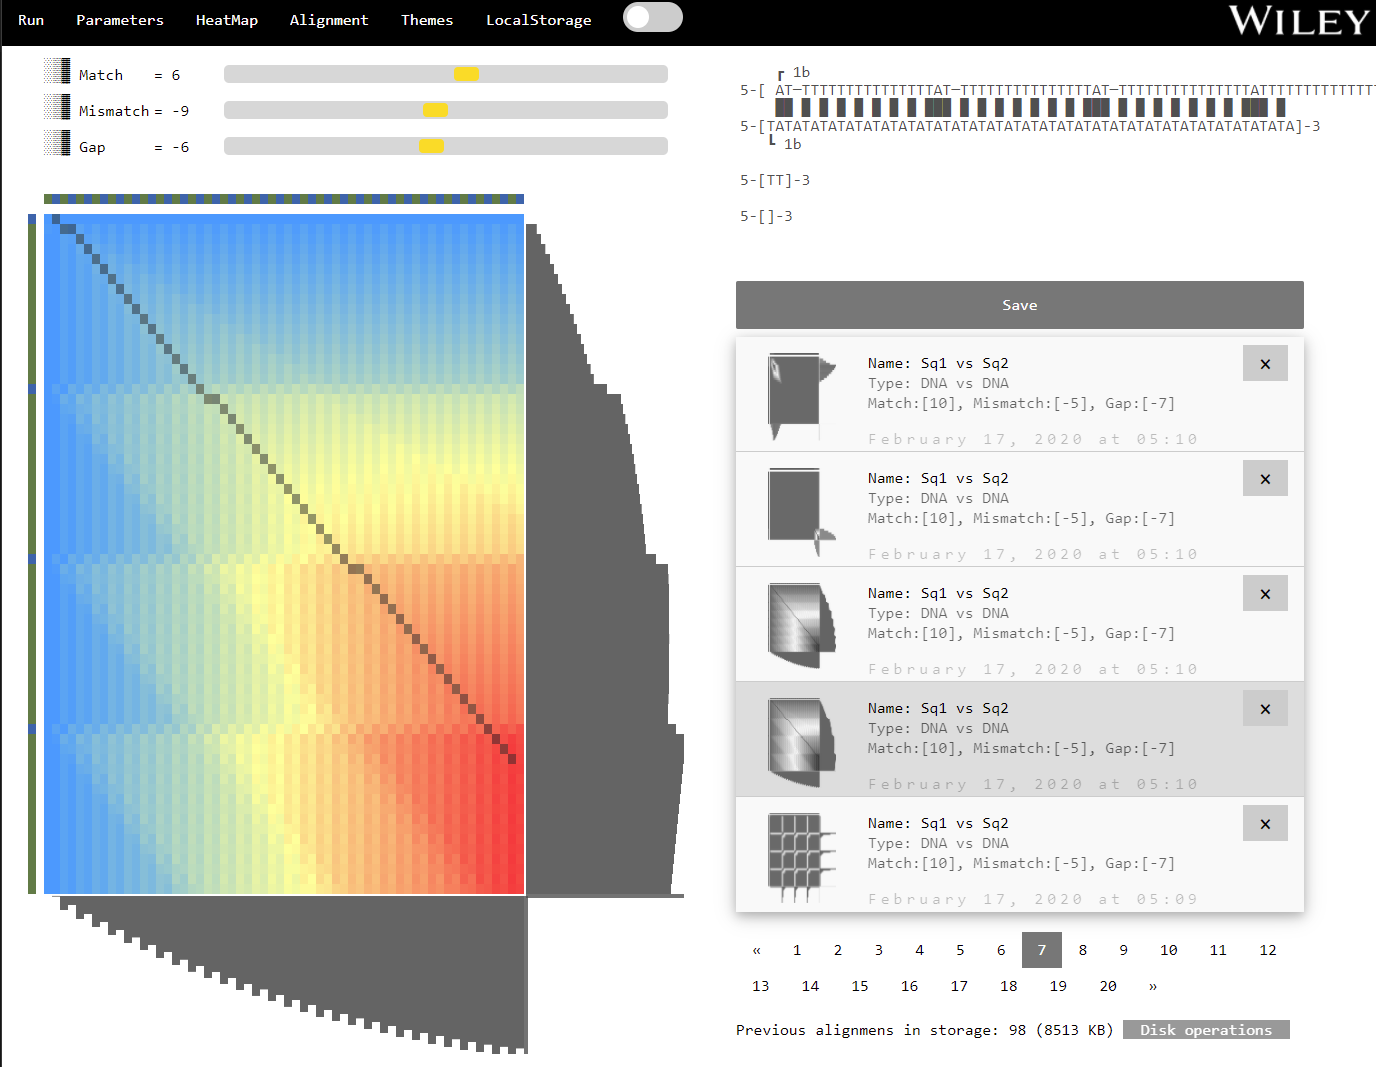 Run Parameters HeatMap Alignment Themes LocalStorage WILEY
Match = 6
Mismatch = -9
Gap = -6
┏ 1b
5-[ AT—TTTTTTTTTTTTTTTAT—TTTTTTTTTTTTTTTAT—TTTTTTTTTTTTTTTATTTTTTTTTTTTTT
5-[TATATATATATATATATATATATATATATATATATATATATATATATATATATATATATATA]-3
┗ 1b
5-[TT]-3
5-[]-3
Save
Name: Sq1 vs Sq2
×
Type: DNA vs DNA
Match:[10], Mismatch:[-5], Gap:[-7]
February 17, 2020 at 05:10
Name: Sq1 vs Sq2
×
Type: DNA vs DNA
Match:[10], Mismatch:[-5], Gap:[-7]
February 17, 2020 at 05:10
Name: Sq1 vs Sq2
×
Type: DNA vs DNA
Match:[10], Mismatch:[-5], Gap:[-7]
February 17, 2020 at 05:10
Name: Sq1 vs Sq2
×
Type: DNA vs DNA
Match:[10], Mismatch:[-5], Gap:[-7]
February 17, 2020 at 05:10
Name: Sq1 vs Sq2
×
Type: DNA vs DNA
Match:[10], Mismatch:[-5], Gap:[-7]
February 17, 2020 at 05:09
« 1 2 3 4 5 6 7 8 9 10 11 12
13 14 15 16 17 18 19 20 »
Previous alignmens in storage: 98 (8513 KB) Disk operations